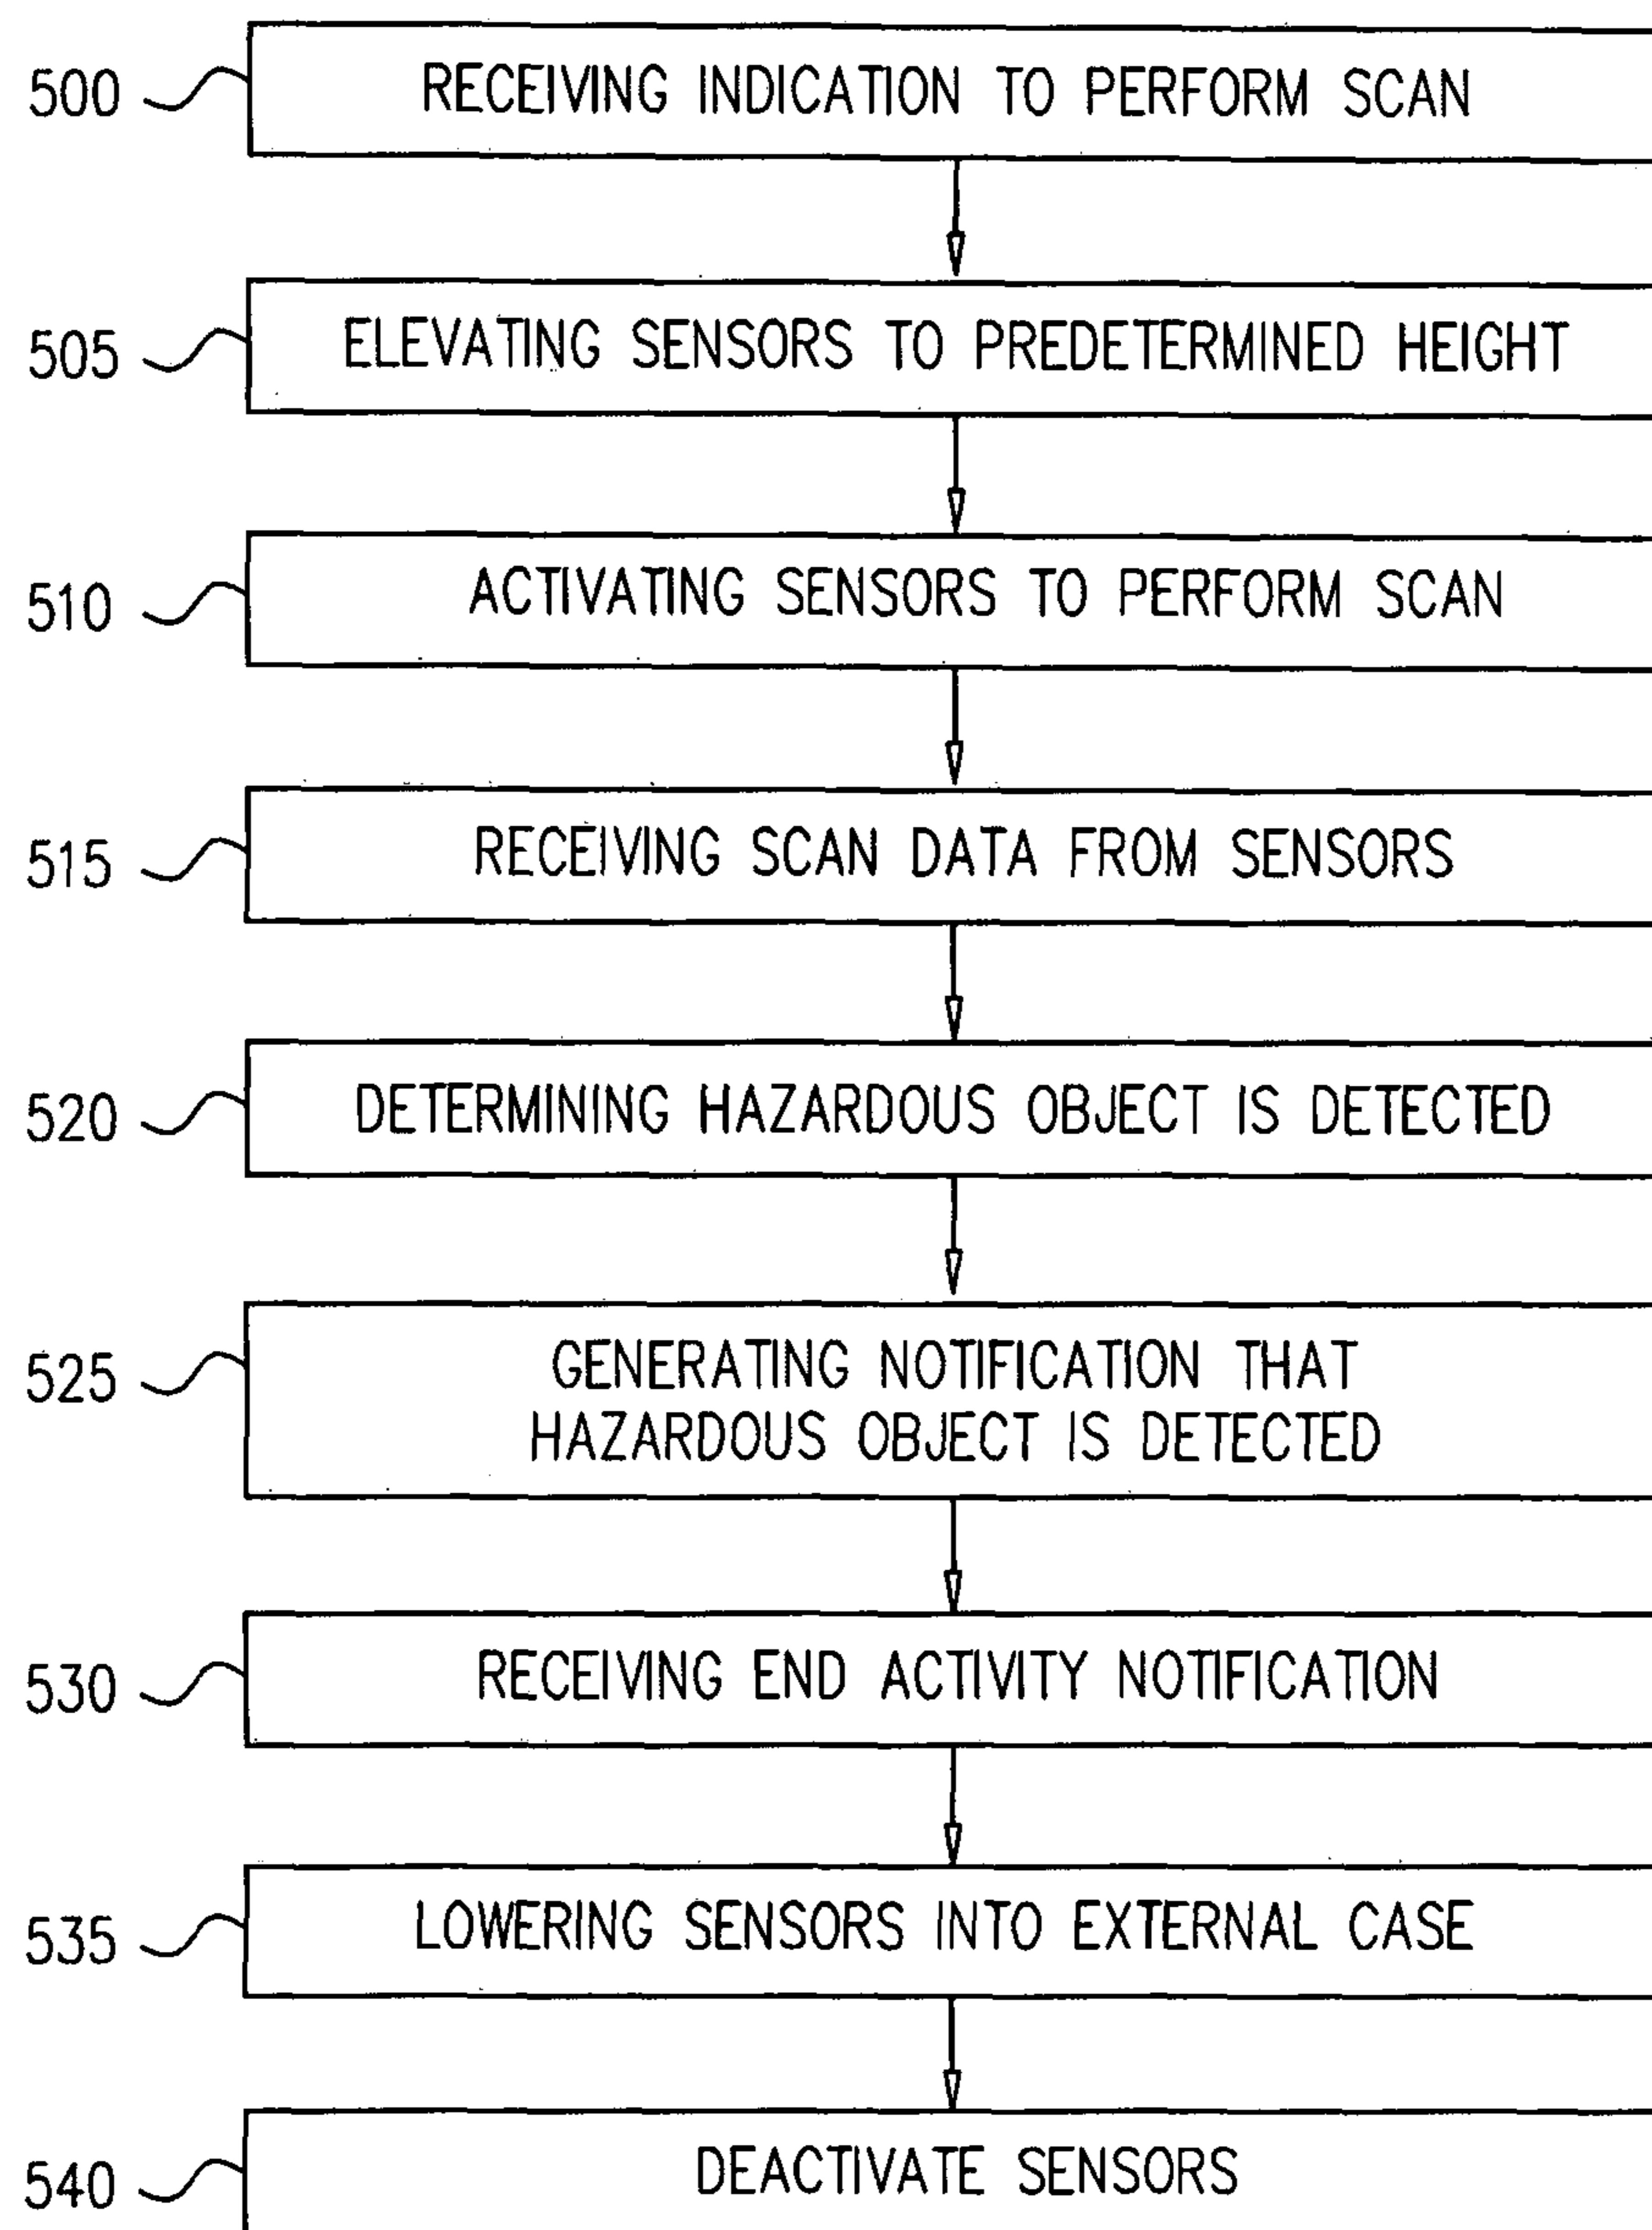 500 RECEIVING INDICATION TO PERFORM SCAN
505 ELEVATING SENSORS TO PREDETERMINED HEIGHT
510 ACTIVATING SENSORS TO PERFORM SCAN
515 RECEIVING SCAN DATA FROM SENSORS
520 DETERMINING HAZARDOUS OBJECT IS DETECTED
525 GENERATING NOTIFICATION THAT
HAZARDOUS OBJECT IS DETECTED
530 RECEIVING END ACTIVITY NOTIFICATION
535 LOWERING SENSORS INTO EXTERNAL CASE
540 DEACTIVATE SENSORS